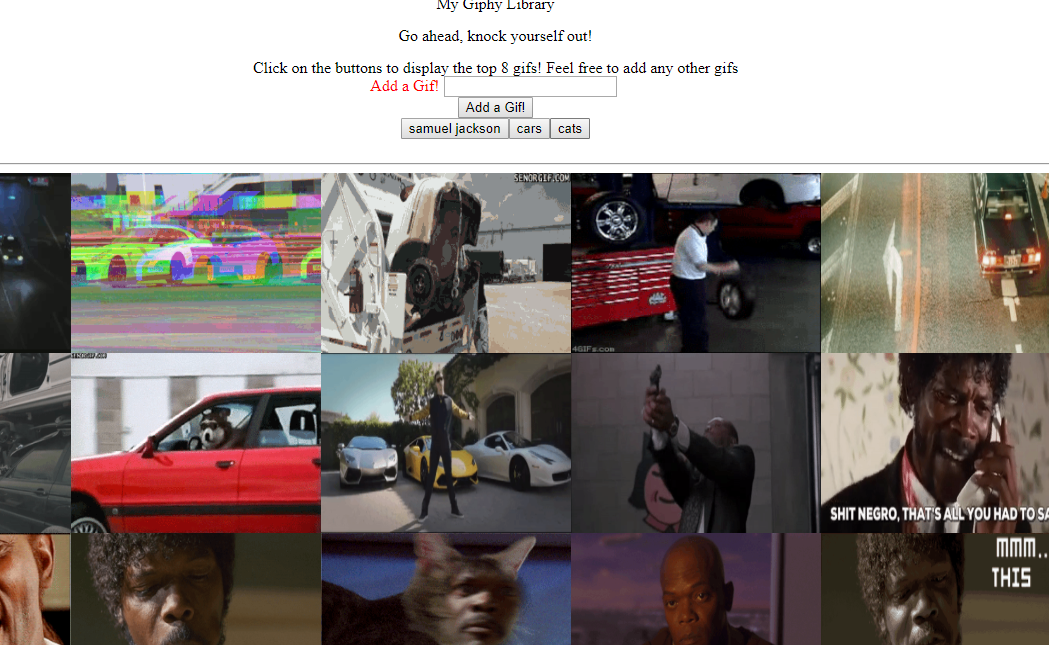 My Giphy Library
Go ahead, knock yourself out!
Click on the buttons to display the top 8 gifs! Feel free to add any other gifs
Add a Gif!
Add a Gif!
samuel jackson cars cats
SENORGIF.COM
4GIFs.com
SENORGIF.COM
SHIT NEGRO, THAT'S ALL YOU HAD TO SA
MMM..
THIS